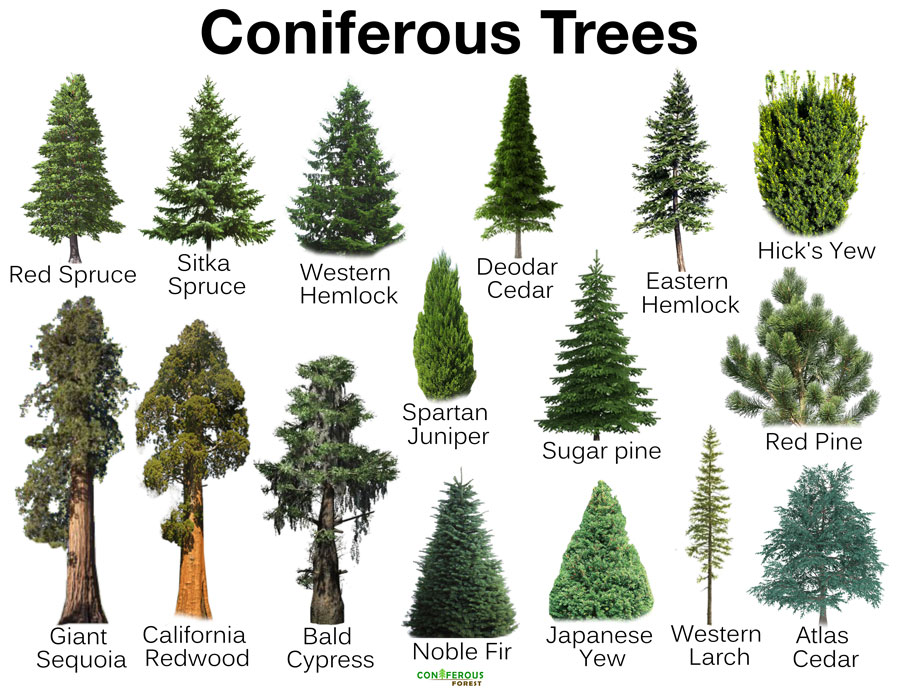 Coniferous Trees
Red Spruce
Sitka
Spruce
Western
Hemlock
Deodar
Cedar
Eastern
Hemlock
Hick's Yew
Spartan
Juniper
Sugar pine
Red Pine
Giant
Sequoia
California
Redwood
Bald
Cypress
Noble Fir
Japanese
Yew
Western
Larch
Atlas
Cedar
CONIFEROUS
FOREST